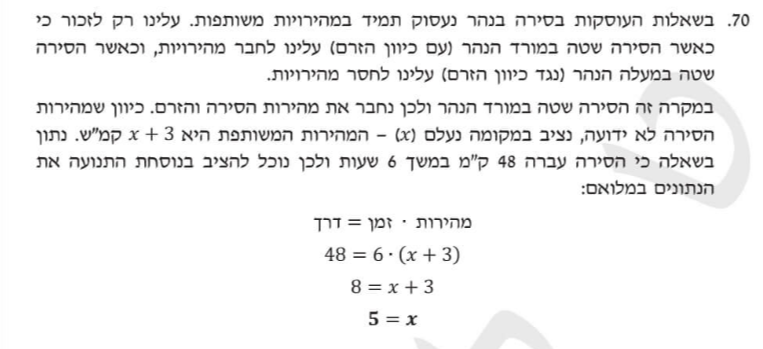 70. בשאלות העוסקות בסירה בנהר נעסוק תמיד במהירויות משותפות. עלינו רק לזכור כי
כאשר הסירה שטה במורד הנהר (עם כיוון הזרם) עלינו לחבר מהירויות, וכאשר הסירה
שטה במעלה הנהר (נגד כיוון הזרם) עלינו לחסר מהירויות.
במקרה זה הסירה שטה במורד הנהר ולכן נחבר את מהירות הסירה והזרם. כיוון שמהירות
הסירה לא ידועה, נציב במקומה נעלם (x) – המהירות המשותפת היא x + 3 קמ"ש. נתון
בשאלה כי הסירה עברה 48 ק"מ במשך 6 שעות ולכן נוכל להציב בנוסחת התנועה את
הנתונים במלואם:
מהירות · זמן = דרך
48 = 6 · (x + 3)
8 = x + 3
5 = x